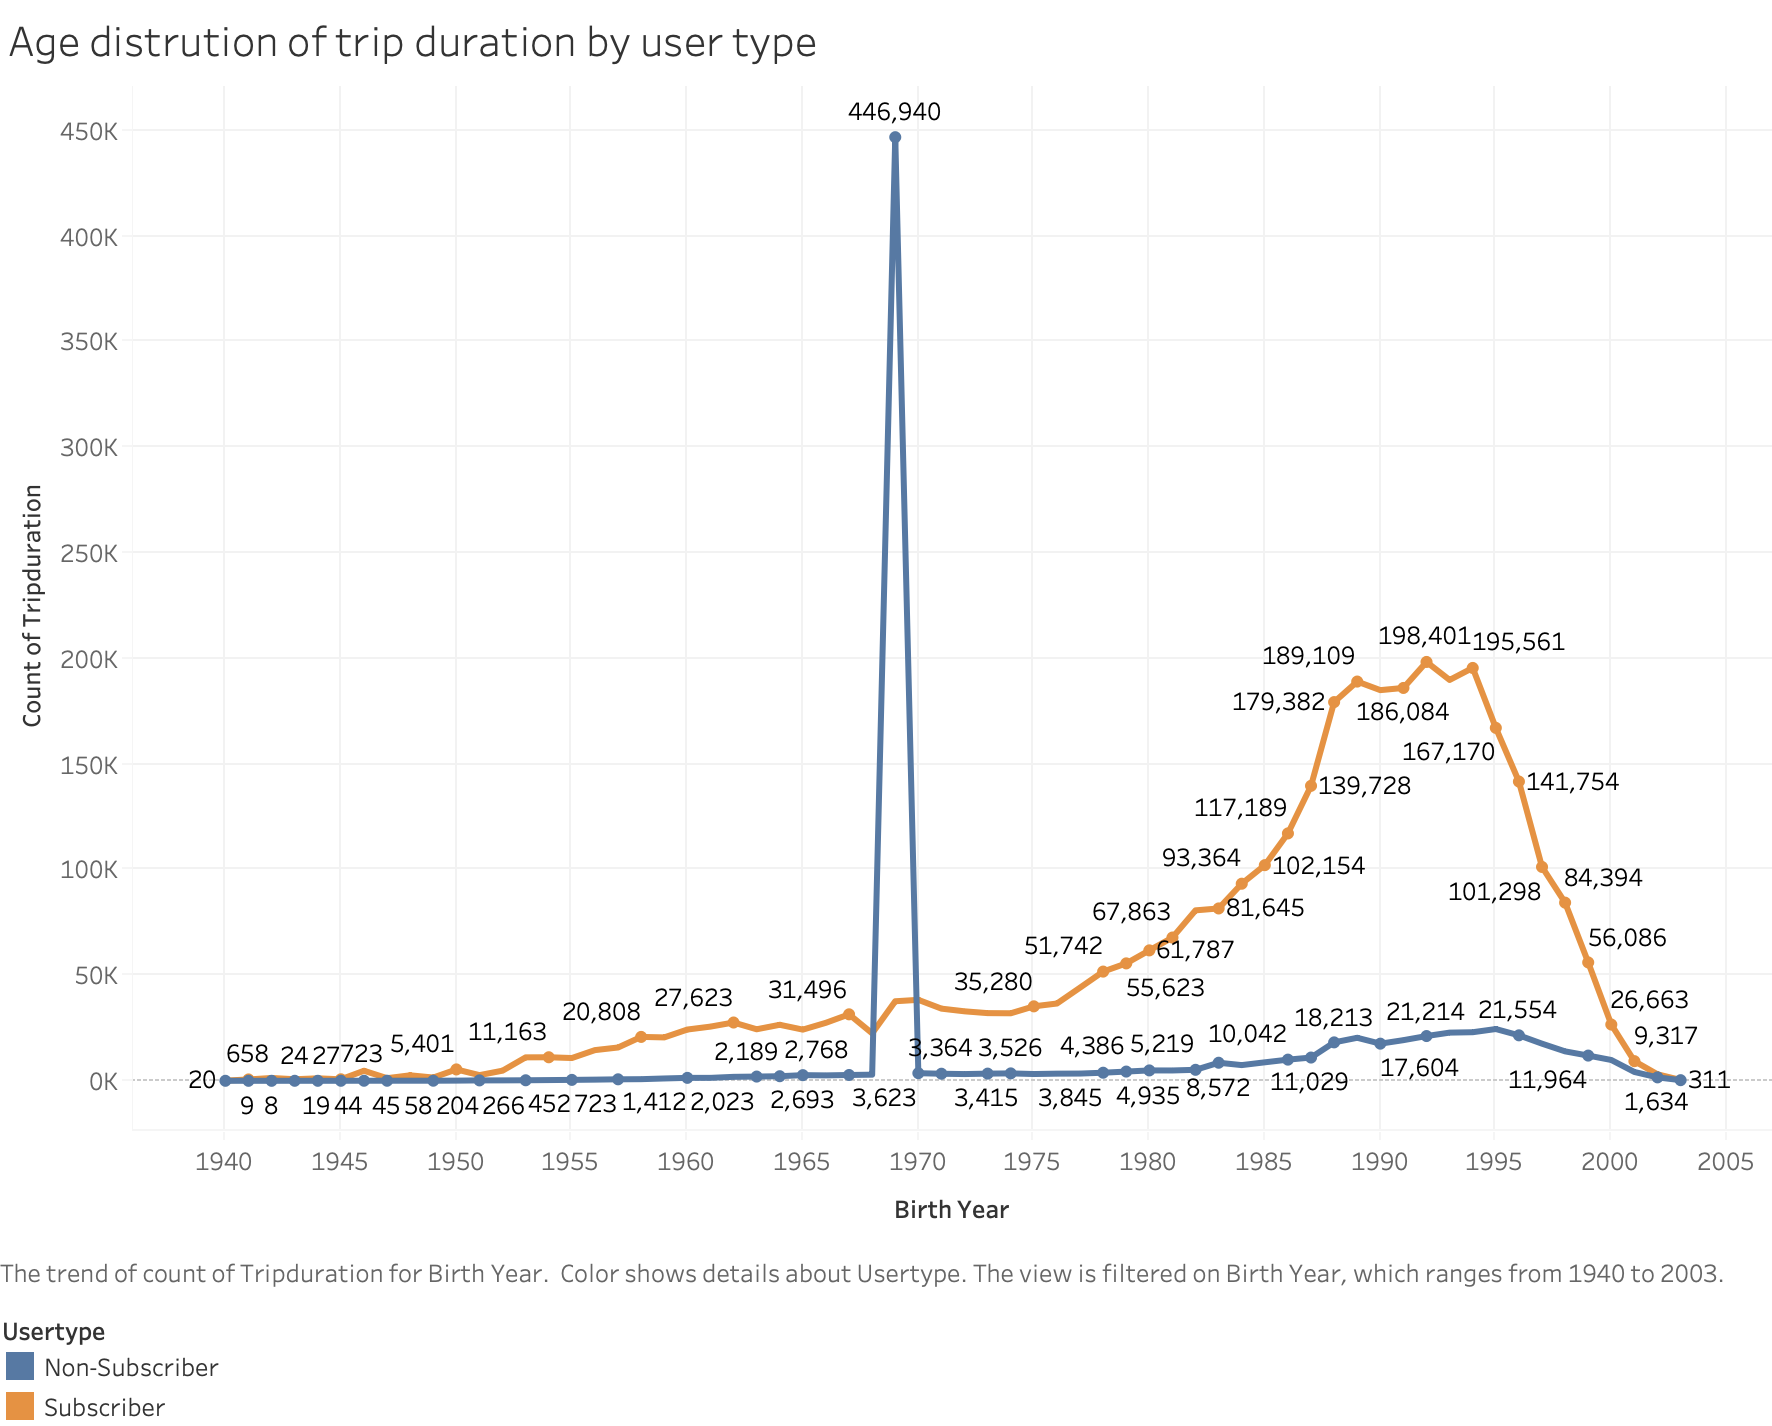 Age distrution of trip duration by user type
446,940
450K
400K
350K
300K
250K
200K
150K
100K
50K
0K
Count of Tripduration
198,401 195,561
189,109
179,382
186,084
167,170
139,728
141,754
117,189
93,364
102,154
84,394
101,298
67,863
81,645
56,086
51,742
61,787
35,280
55,623
31,496
27,623
20,808
11,163
5,401
26,663
21,214 21,554
18,213
10,042
9,317
658 24 27 723
2,189 2,768
3,364 3,526 4,386 5,219
20
9 8 19 44 45 58 204 266 452 723 1,412 2,023 2,693 3,623 3,415 3,845 4,935 8,572 11,029 17,604 11,964 1,634
311
1940 1945 1950 1955 1960 1965 1970 1975 1980 1985 1990 1995 2000 2005
Birth Year
The trend of count of Tripduration for Birth Year.  Color shows details about Usertype. The view is filtered on Birth Year, which ranges from 1940 to 2003.
Usertype
Non-Subscriber
Subscriber